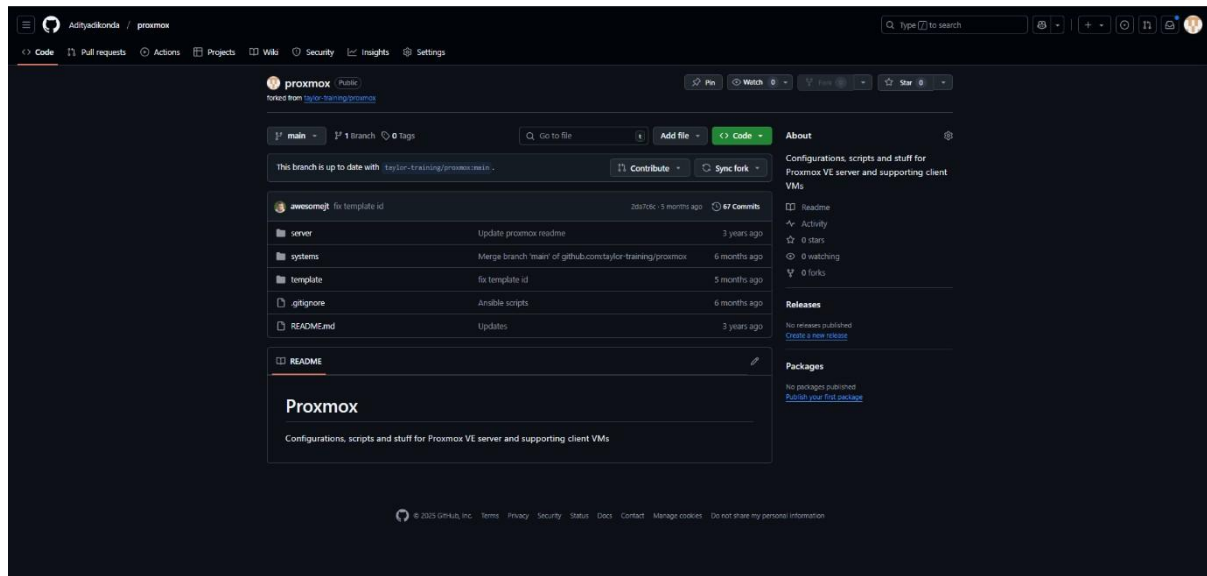 Adityadikonda / proxmox
Type / to search
Code Pull requests Actions Projects Wiki Security Insights Settings
proxmox Public
forked from taylor-training/proxmox
Pin Watch 0 Fork 0 Star 0
main 1 Branch 0 Tags Go to file t Add file Code
This branch is up to date with taylor-training/proxmox:main .
Contribute Sync fork
awesomejt fix template id 5 months ago 67 Commits
server Update proxmox readme 3 years ago
systems Merge branch 'main' of github.com:taylor-training/proxmox 6 months ago
template fix template id 5 months ago
.gitignore Ansible scripts 6 months ago
README.md Updates 3 years ago
README
Proxmox
Configurations, scripts and stuff for Proxmox VE server and supporting client VMs
About
Configurations, scripts and stuff for
Proxmox VE server and supporting client
VMs
Readme
Activity
0 stars
0 watching
0 forks
Releases
No releases published
Create a new release
Packages
No packages published
Publish your first package
© 2025 GitHub, Inc. Terms Privacy Security Status Docs Contact Manage cookies Do not share my personal information